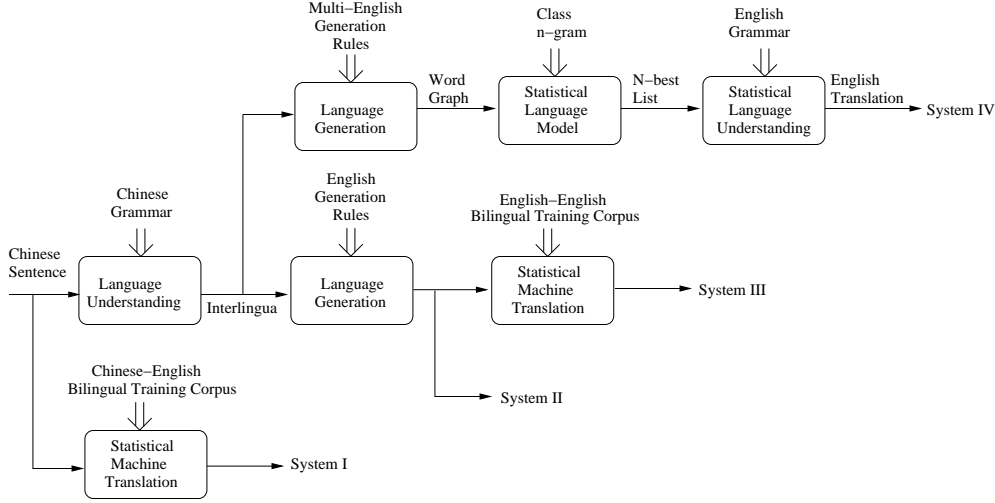 Multi−English
Generation
Rules
Class
n−gram
English
Grammar
Language
Generation
Word
Graph
Statistical
Language
Model
N−best
List
Statistical
Language
Understanding
English
Translation
System IV
Chinese
Grammar
English
Generation
Rules
English−English
Bilingual Training Corpus
Chinese
Sentence
Language
Understanding
Interlingua
Language
Generation
Statistical
Machine
Translation
System III
System II
Chinese−English
Bilingual Training Corpus
Statistical
Machine
Translation
System I